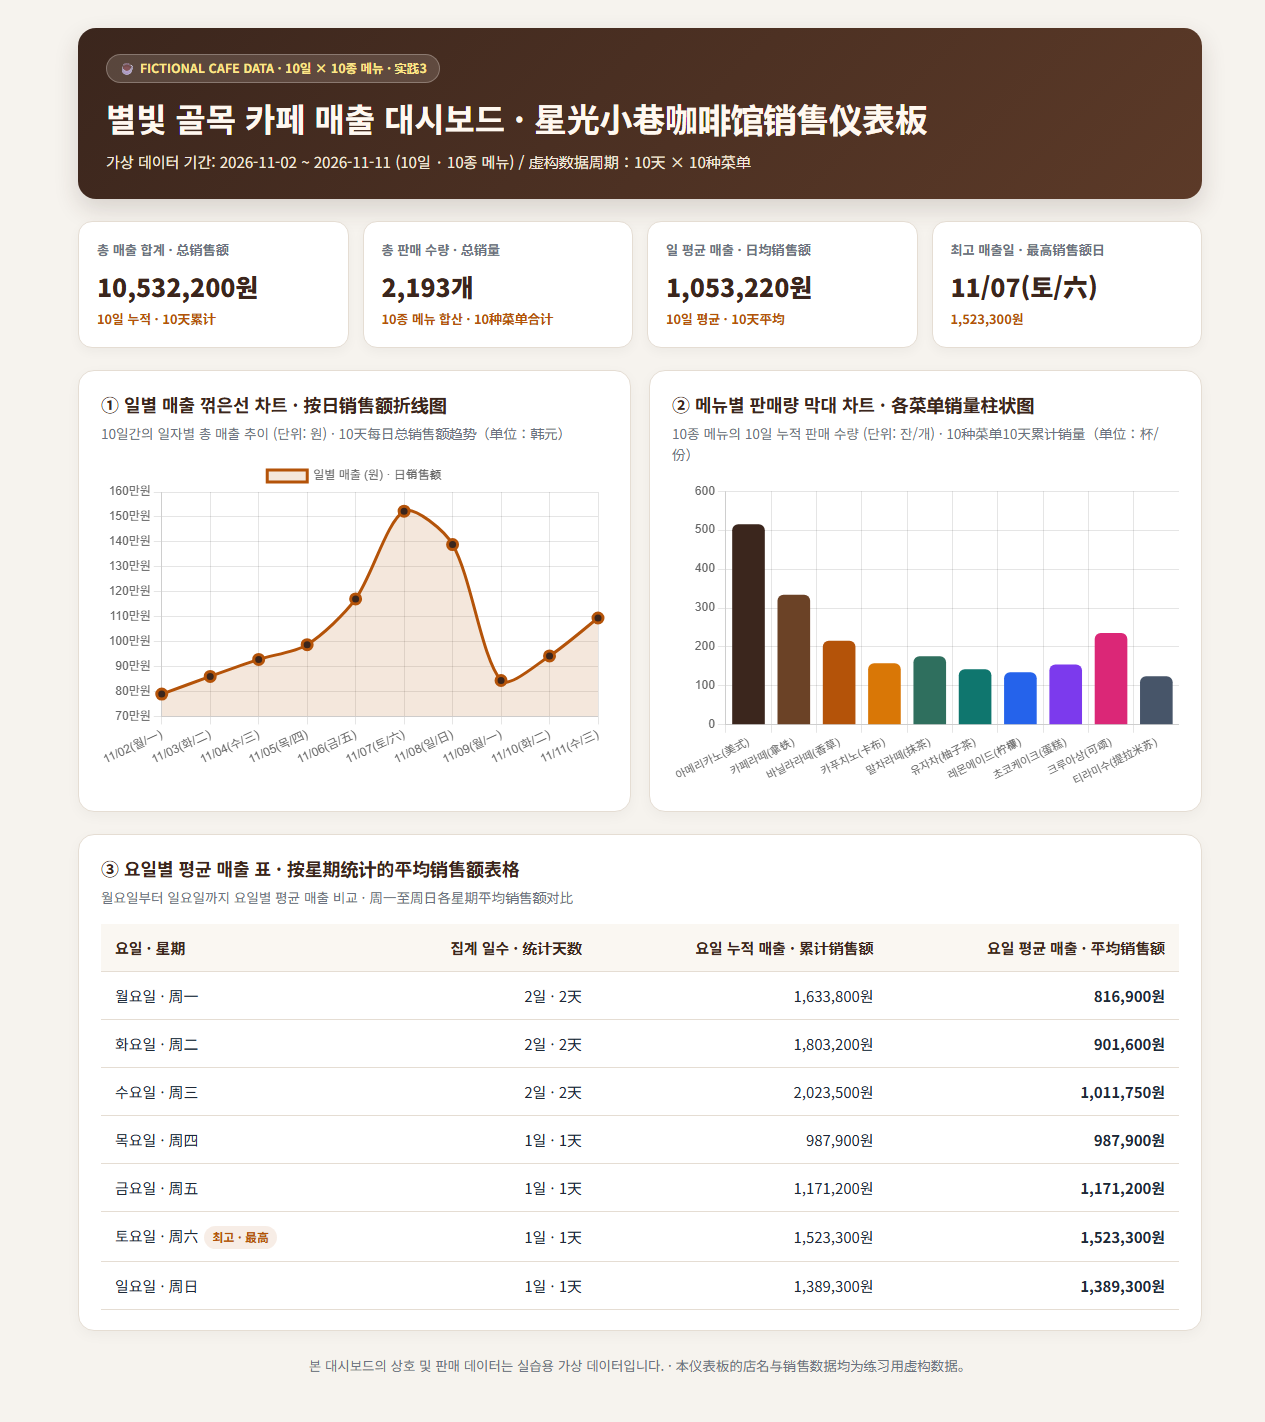 FICTIONAL CAFE DATA · 10일 × 10종 메뉴 · 实践3
별빛 골목 카페 매출 대시보드 · 星光小巷咖啡馆销售仪表板
가상 데이터 기간: 2026-11-02 ~ 2026-11-11 (10일 · 10종 메뉴) / 虚构数据周期：10天 × 10种菜单
총 매출 합계 · 总销售额
10,532,200원
10일 누적 · 10天累计
총 판매 수량 · 总销量
2,193개
10종 메뉴 합산 · 10种菜单合计
일 평균 매출 · 日均销售额
1,053,220원
10일 평균 · 10天平均
최고 매출일 · 最高销售额日
11/07(토/六)
1,523,300원
① 일별 매출 꺾은선 차트 · 按日销售额折线图
10일간의 일자별 총 매출 추이 (단위: 원) · 10天每日总销售额趋势（单位：韩元）
일별 매출 (원) · 日销售额
160만원
150만원
140만원
130만원
120만원
110만원
100만원
90만원
80만원
70만원
11/02(월/一)
11/03(화/二)
11/04(수/三)
11/05(목/四)
11/06(금/五)
11/07(토/六)
11/08(일/日)
11/09(월/一)
11/10(화/二)
11/11(수/三)
② 메뉴별 판매량 막대 차트 · 各菜单销量柱状图
10종 메뉴의 10일 누적 판매 수량 (단위: 잔/개) · 10种菜单10天累计销量（单位：杯/
份）
600
500
400
300
200
100
0
아메리카노(美式)
카페라떼(拿铁)
바닐라라떼(香草)
카푸치노(卡布)
말차라떼(抹茶)
유자차(柚子茶)
레몬에이드(柠檬)
초코케이크(蛋糕)
크루아상(可颂)
티라미수(提拉米苏)
③ 요일별 평균 매출 표 · 按星期统计的平均销售额表格
월요일부터 일요일까지 요일별 평균 매출 비교 · 周一至周日各星期平均销售额对比
요일 · 星期 집계 일수 · 统计天数 요일 누적 매출 · 累计销售额 요일 평균 매출 · 平均销售额
월요일 · 周一 2일 · 2天 1,633,800원 816,900원
화요일 · 周二 2일 · 2天 1,803,200원 901,600원
수요일 · 周三 2일 · 2天 2,023,500원 1,011,750원
목요일 · 周四 1일 · 1天 987,900원 987,900원
금요일 · 周五 1일 · 1天 1,171,200원 1,171,200원
토요일 · 周六 최고 · 最高 1일 · 1天 1,523,300원 1,523,300원
일요일 · 周日 1일 · 1天 1,389,300원 1,389,300원
본 대시보드의 상호 및 판매 데이터는 실습용 가상 데이터입니다. · 本仪表板的店名与销售数据均为练习用虚构数据。